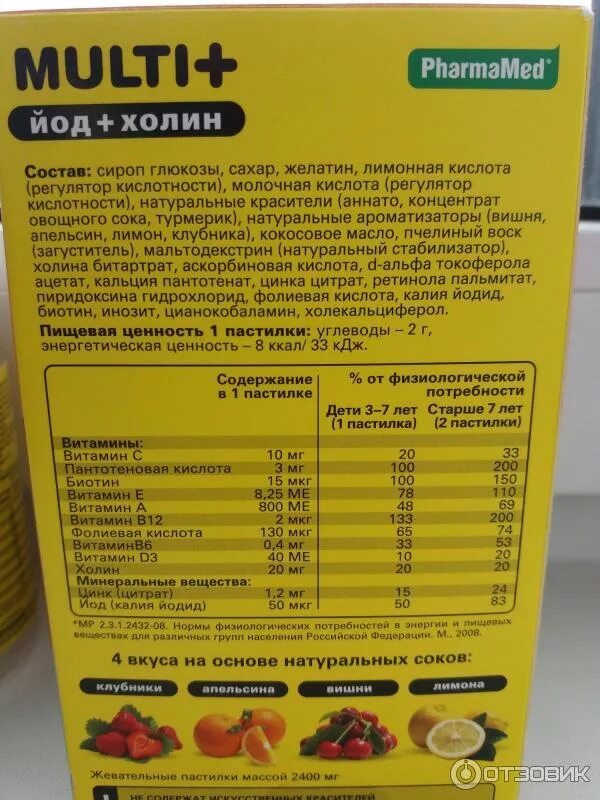 MULTI+
PharmaMed®
йод + холин
Состав: сироп глюкозы, сахар, желатин, лимонная кислота
(регулятор кислотности), молочная кислота (регулятор
кислотности), натуральные красители (аннато, концентрат
овощного сока, турмерик), натуральные ароматизаторы (вишня,
апельсин, лимон, клубника), кокосовое масло, пчелиный воск
(загуститель), мальтодекстрин (натуральный стабилизатор),
холина битартрат, аскорбиновая кислота, d-альфа токоферола
ацетат, кальция пантотенат, цинка цитрат, ретинола пальмитат,
пиридоксина гидрохлорид, фолиевая кислота, калия йодид,
биотин, инозит, цианокобаламин, холекальциферол.
Пищевая ценность 1 пастилки: углеводы – 2 г,
энергетическая ценность – 8 ккал/ 33 кДж.
Содержание в 1 пастилке
% от физиологической потребности
Дети 3–7 лет (1 пастилка)
Старше 7 лет (2 пастилки)
Витамины:
Витамин С 10 мг 20 33
Пантотеновая кислота 3 мг 100 200
Биотин 15 мкг 100 150
Витамин Е 8,25 МЕ 78 110
Витамин А 800 МЕ 48 69
Витамин В12 2 мкг 133 200
Фолиевая кислота 130 мкг 65 74
ВитаминВ6 0,4 мг 33 53
Витамин D3 40 МЕ 10 20
Холин 20 мг 20 20
Минеральные вещества:
Цинк (цитрат) 1,2 мг 15 24
Йод (калия йодид) 50 мкг 50 83
*МР 2.3.1.2432-08. Нормы физиологических потребностей в энергии и пищевых
веществах для различных групп населения Российской Федерации. М., 2008.
4 вкуса на основе натуральных соков:
клубники апельсина вишни лимона
Жевательные пастилки массой 2400 мг
НЕ СОДЕРЖАТ ИСКУССТВЕННЫХ КРАСИТЕЛЕЙ
ОТЗОВИК